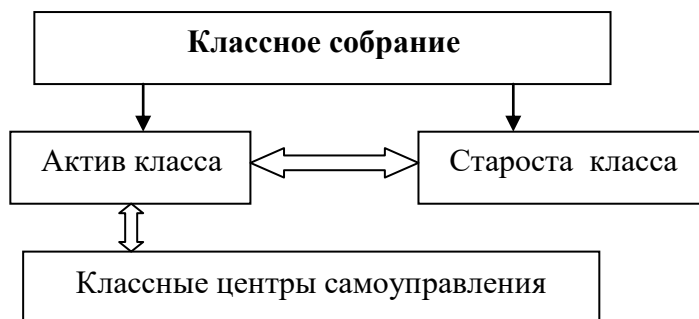 Классное собрание
Актив класса
Староста класса
Классные центры самоуправления